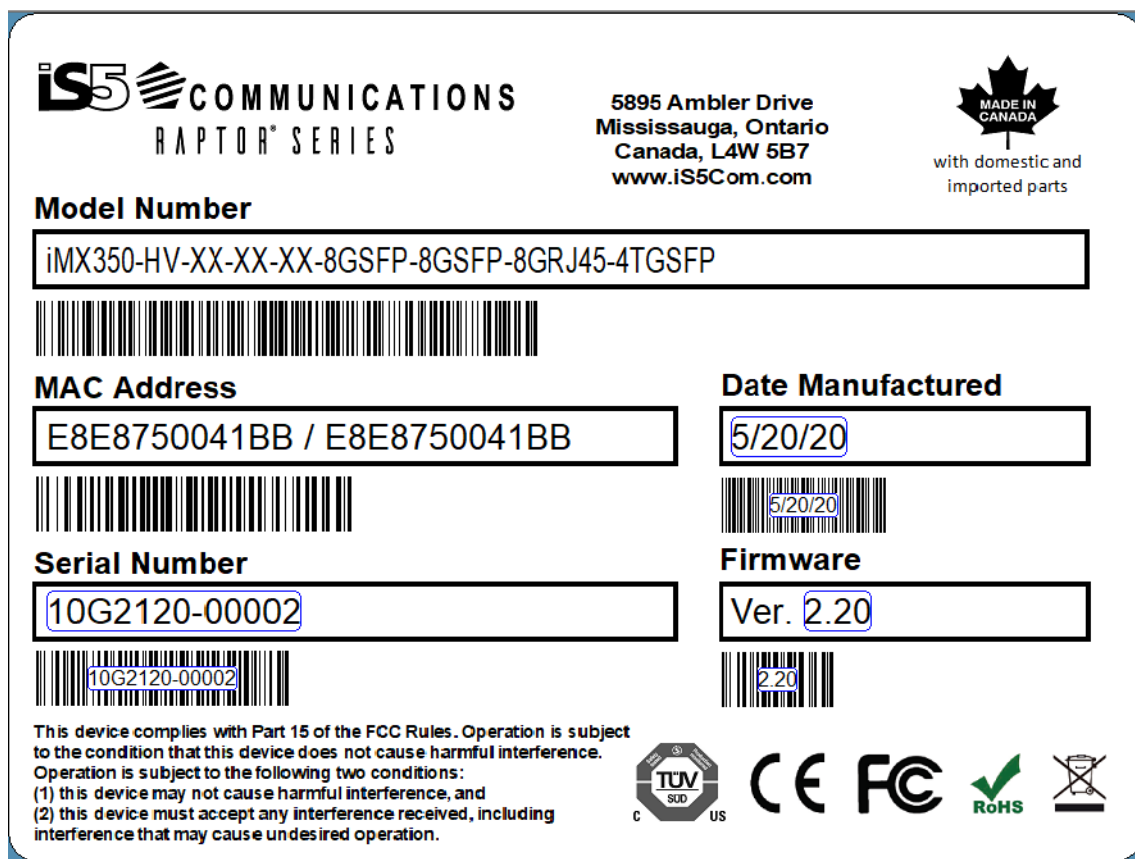 iS5 COMMUNICATIONS
RAPTOR® SERIES
5895 Ambler Drive
Mississauga, Ontario
Canada, L4W 5B7
www.iS5Com.com
MADE IN
CANADA
with domestic and
imported parts
Model Number
iMX350-HV-XX-XX-XX-8GSFP-8GSFP-8GRJ45-4TGSFP
MAC Address
E8E8750041BB / E8E8750041BB
Date Manufactured
5/20/20
5/20/20
Serial Number
10G2120-00002
10G2120-00002
Firmware
Ver. 2.20
2.20
This device complies with Part 15 of the FCC Rules. Operation is subject
to the condition that this device does not cause harmful interference.
Operation is subject to the following two conditions:
(1) this device may not cause harmful interference, and
(2) this device must accept any interference received, including
interference that may cause undesired operation.
TÜV
SÜD
C US
CE
FC
RoHS